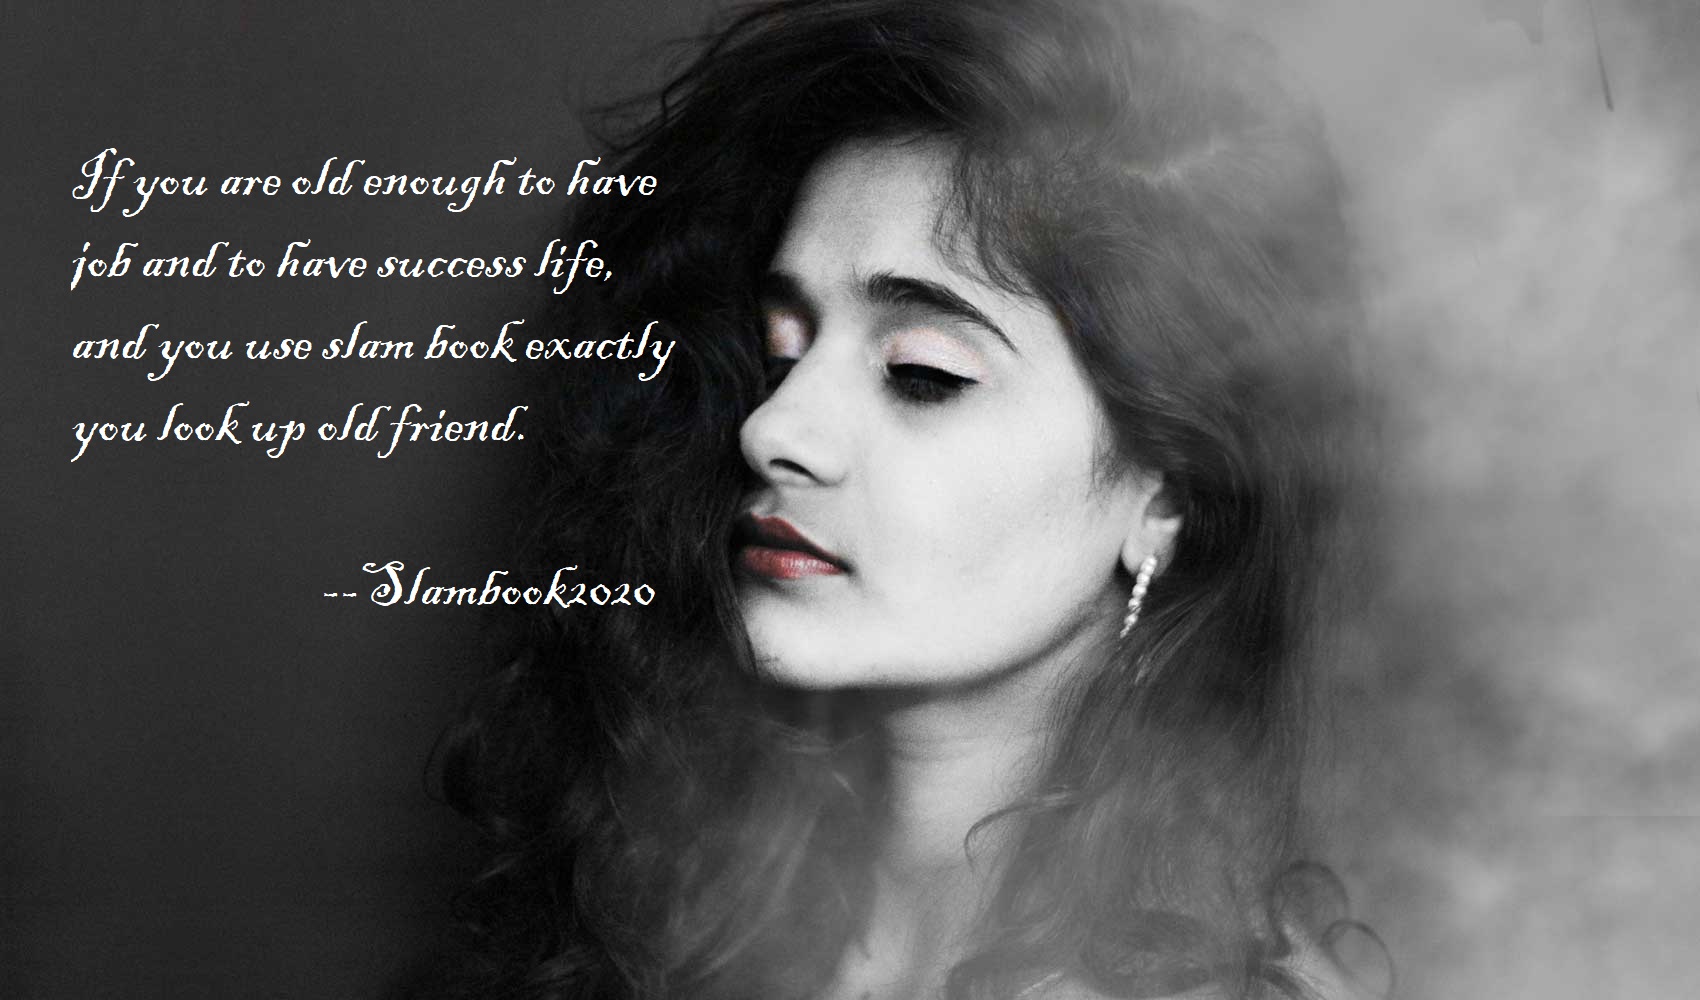 If you are old enough to have
job and to have success life,
and you use slam book exactly
you look up old friend.
-- Slambook2020